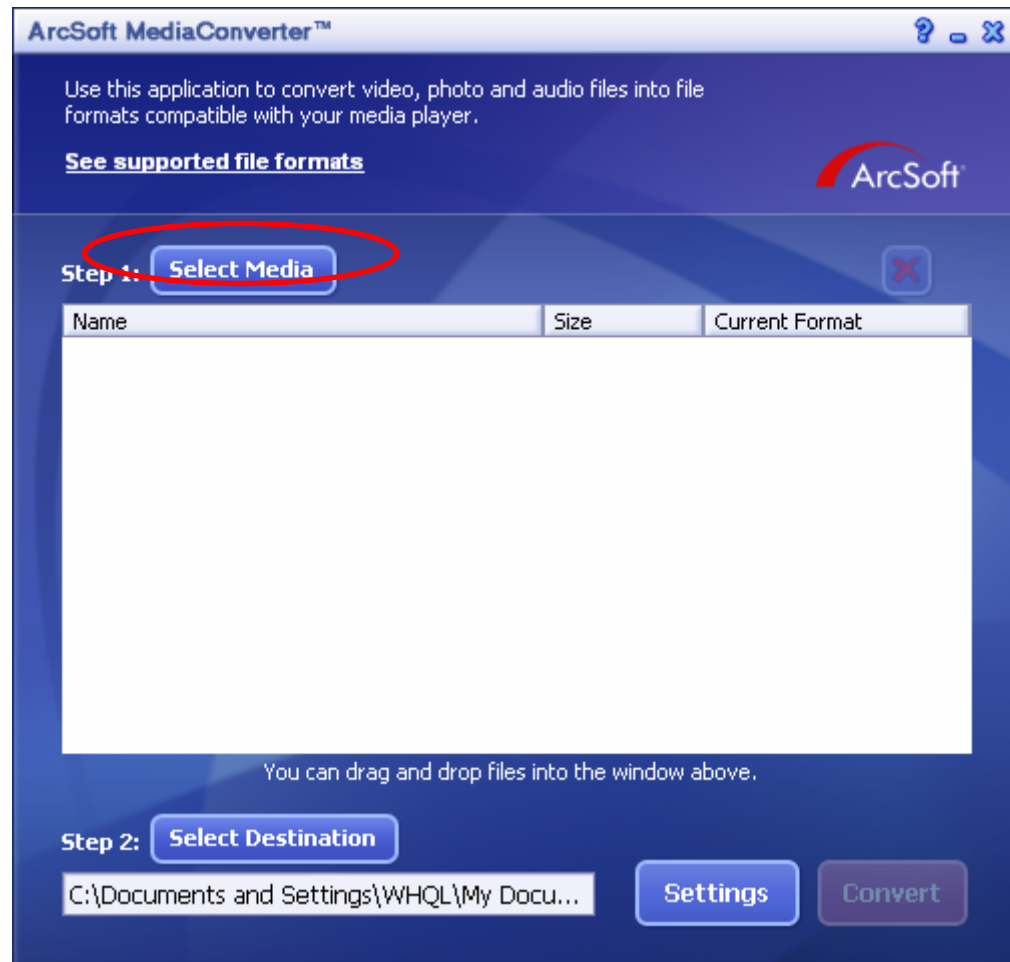 ArcSoft MediaConverter™
Use this application to convert video, photo and audio files into file
formats compatible with your media player.
See supported file formats
ArcSoft
Step 1: Select Media
Name Size Current Format
You can drag and drop files into the window above.
Step 2: Select Destination
C:\Documents and Settings\WHQL\My Docu...
Settings Convert